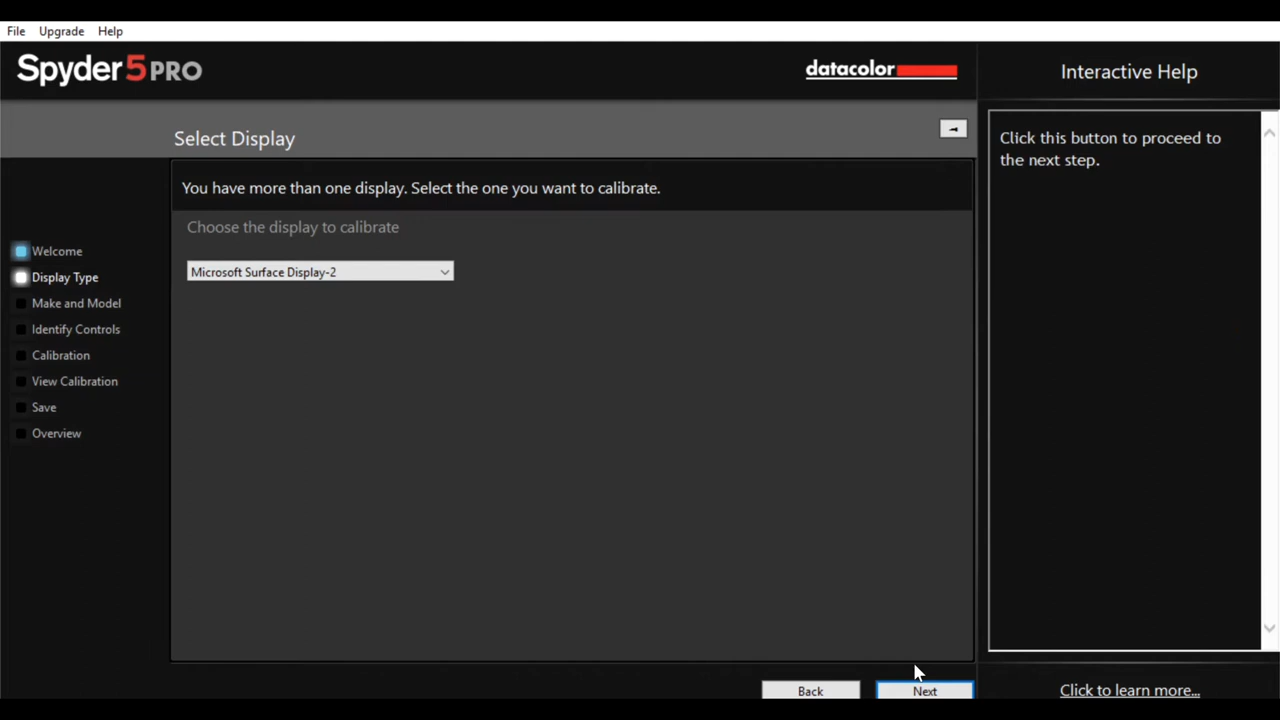 File Upgrade Help
Spyder5PRO
datacolor
Interactive Help
Select Display
You have more than one display. Select the one you want to calibrate.
Choose the display to calibrate
Microsoft Surface Display-2
Welcome
Display Type
Make and Model
Identify Controls
Calibration
View Calibration
Save
Overview
Click this button to proceed to
the next step.
Back
Next
Click to learn more...